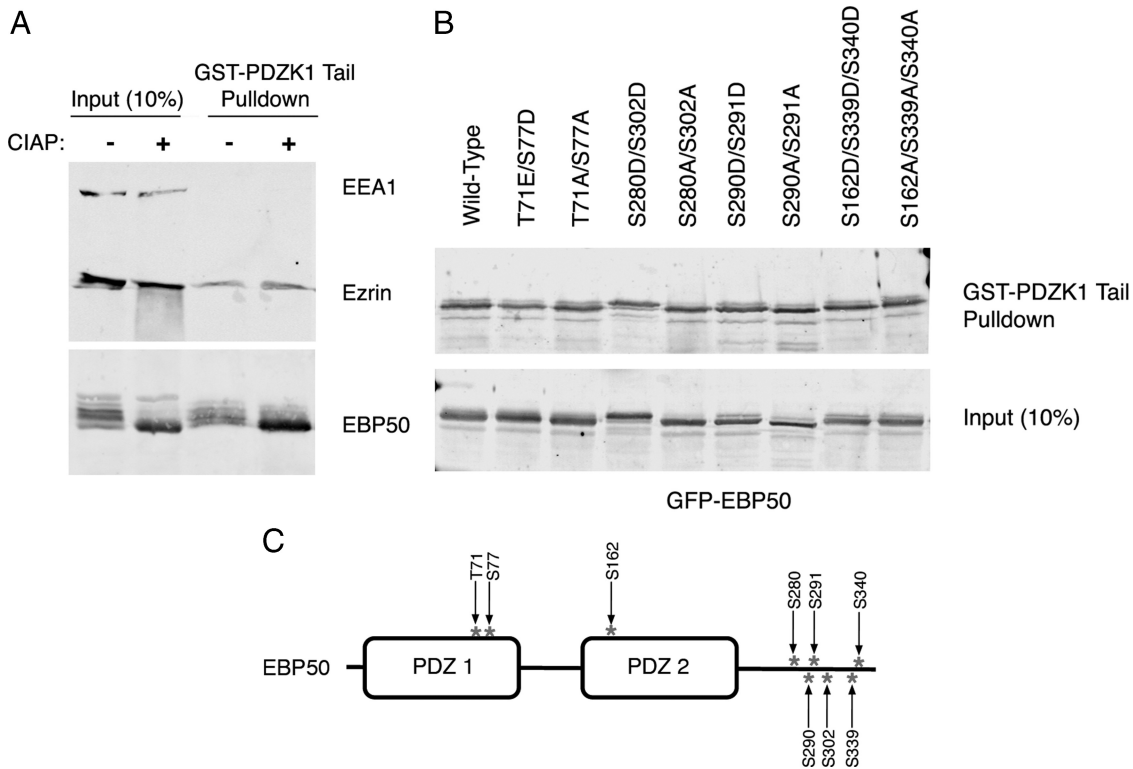 A
GST-PDZK1 Tail
Input (10%) Pulldown
CIAP: - + - +
EEA1
Ezrin
EBP50
B
Wild-Type
T71E/S77D
T71A/S77A
S280D/S302D
S280A/S302A
S290D/S291D
S290A/S291A
S162D/S339D/S340D
S162A/S339A/S340A
GST-PDZK1 Tail
Pulldown
Input (10%)
GFP-EBP50
C
T71
S77
S162
S280
S291
S340
* * * * * *
EBP50
PDZ 1
PDZ 2
* * *
S290
S302
S339